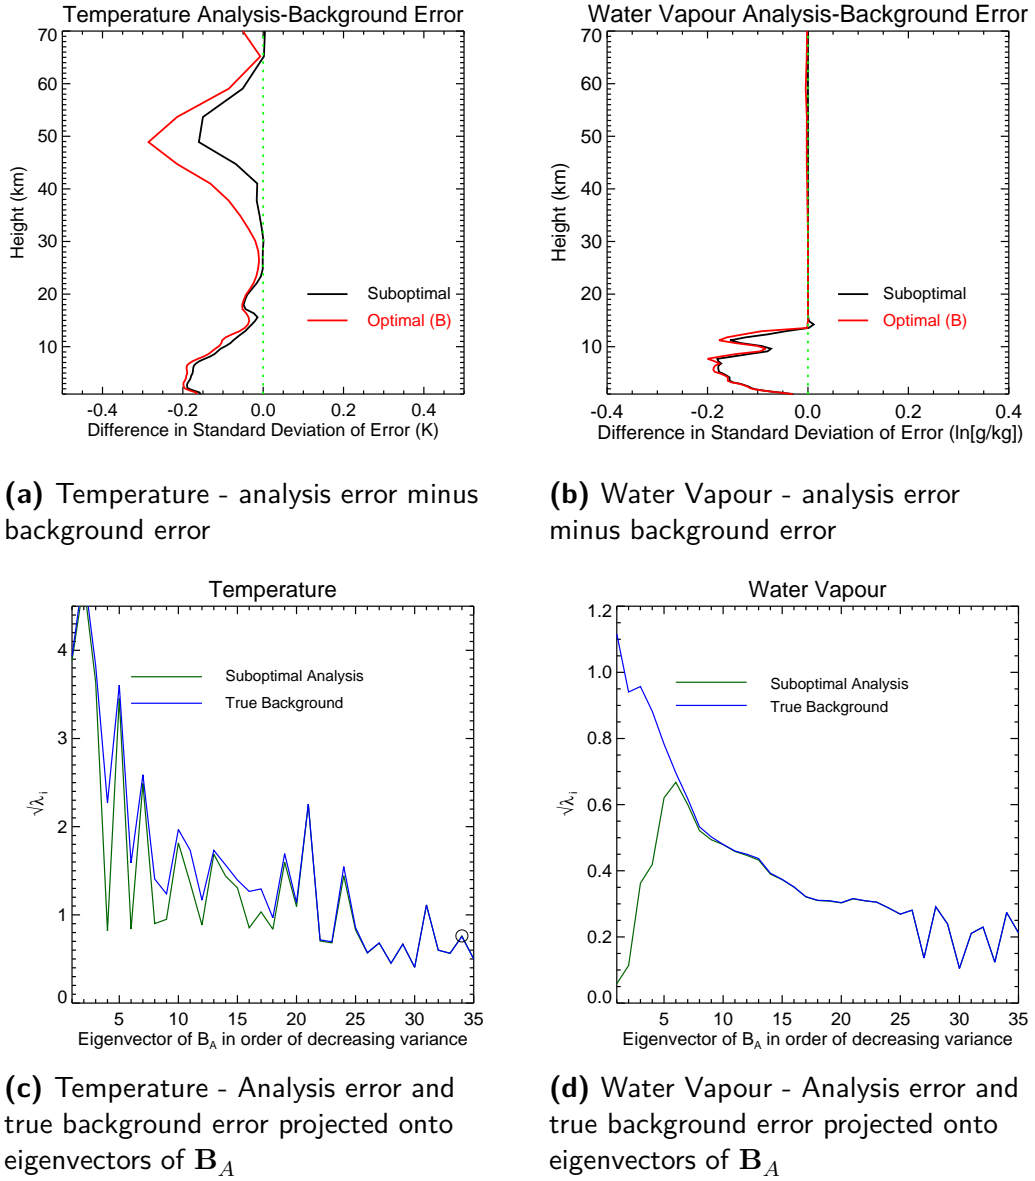 Temperature Analysis-Background Error
70
60
50
40
30
20
10
Height (km)
Suboptimal
Optimal (B)
-0.4 -0.2 0.0 0.2 0.4
Difference in Standard Deviation of Error (K)
Water Vapour Analysis-Background Error
70
60
50
40
30
20
10
Height (km)
Suboptimal
Optimal (B)
-0.4 -0.2 0.0 0.2 0.4
Difference in Standard Deviation of Error (ln[g/kg])
(a) Temperature - analysis error minus
background error
(b) Water Vapour - analysis error
minus background error
Temperature
4
3
2
1
0
√λi
Suboptimal Analysis
True Background
5 10 15 20 25 30 35
Eigenvector of BA in order of decreasing variance
Water Vapour
1.2
1.0
0.8
0.6
0.4
0.2
0.0
√λi
Suboptimal Analysis
True Background
5 10 15 20 25 30 35
Eigenvector of BA in order of decreasing variance
(c) Temperature - Analysis error and
true background error projected onto
eigenvectors of BA
(d) Water Vapour - Analysis error and
true background error projected onto
eigenvectors of BA